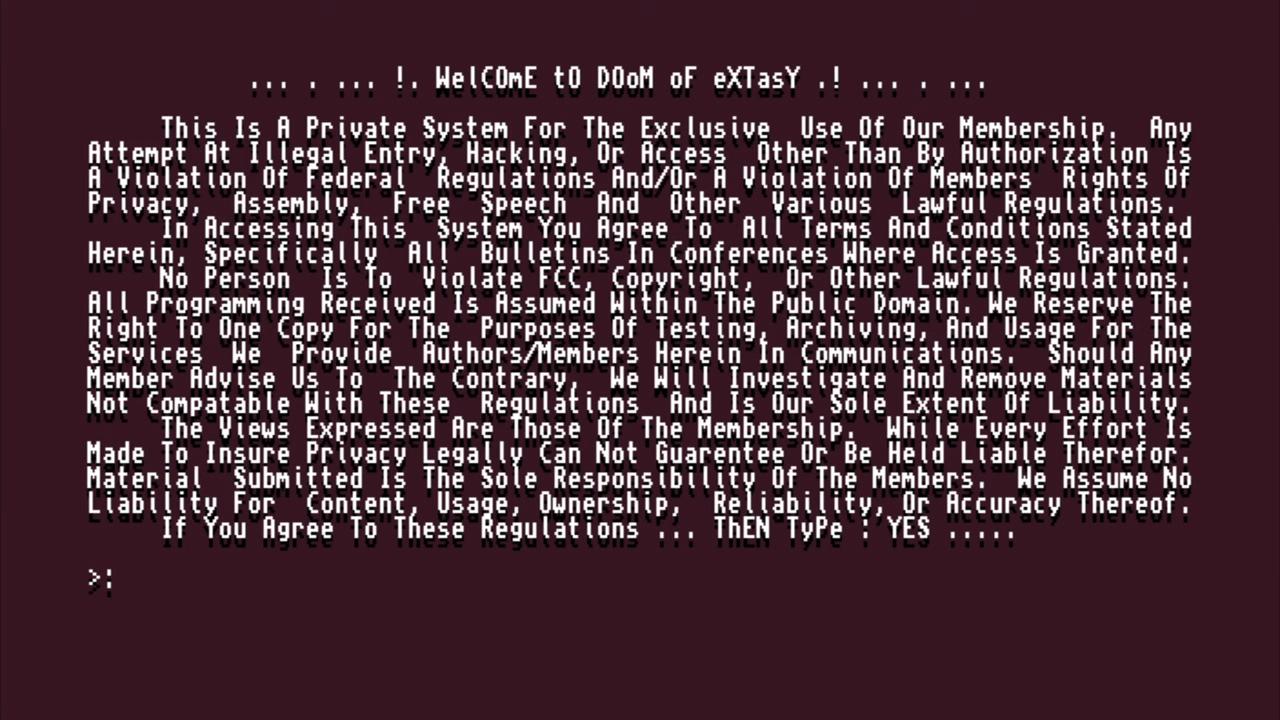 ... . ... !. WelCOmE tO DOoM oF eXTasY .! ... . ...
This Is A Private System For The Exclusive  Use Of Our Membership.  Any
Attempt At Illegal Entry, Hacking, Or Access  Other Than By Authorization Is
A Violation Of Federal  Regulations And/Or A Violation Of Members  Rights Of
Privacy,  Assembly,  Free  Speech  And  Other  Various  Lawful Regulations.
In Accessing This  System You Agree To  All Terms And Conditions Stated
Herein, Specifically  All  Bulletins In Conferences Where Access Is Granted.
No Person  Is To  Violate FCC, Copyright,  Or Other Lawful Regulations.
All Programming Received Is Assumed Within The Public Domain. We Reserve The
Right To One Copy For The  Purposes Of Testing, Archiving, And Usage For The
Services  We  Provide  Authors/Members Herein In Communications.  Should Any
Member Advise Us To  The Contrary,  We Will Investigate And Remove Materials
Not Compatable With These  Regulations  And Is Our Sole Extent Of Liability.
The Views Expressed Are Those Of The Membership.  While Every Effort Is
Made To Insure Privacy Legally Can Not Guarentee Or Be Held Liable Therefor.
Material  Submitted Is The Sole Responsibility Of The Members.  We Assume No
Liability For  Content, Usage, Ownership,  Reliability, Or Accuracy Thereof.
If You Agree To These Regulations ... ThEN TyPe : YES .....
>: